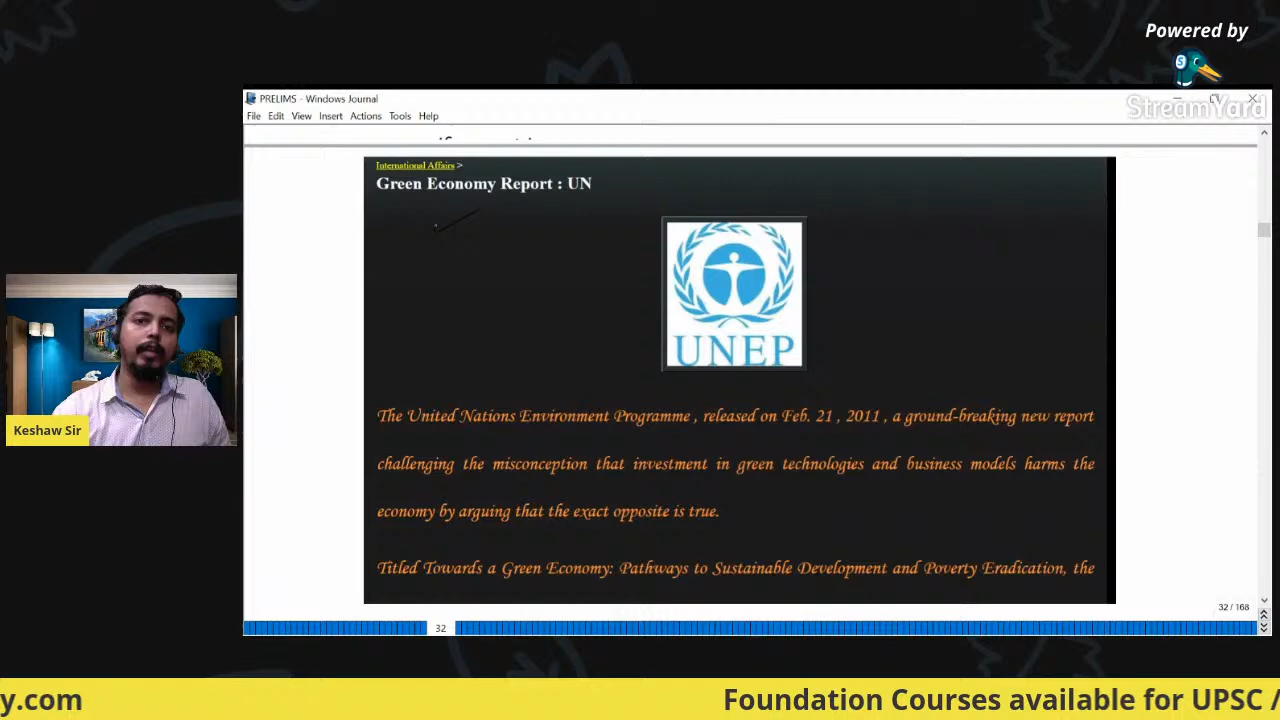 Powered by
S
StreamYard
PRELIMS - Windows Journal
File Edit View Insert Actions Tools Help
International Affairs >
Green Economy Report : UN
UNEP
The United Nations Environment Programme , released on Feb. 21 , 2011 , a ground-breaking new report
challenging the misconception that investment in green technologies and business models harms the
economy by arguing that the exact opposite is true.
Titled Towards a Green Economy: Pathways to Sustainable Development and Poverty Eradication, the
Keshaw Sir
32 / 168
32
y.com Foundation Courses available for UPSC /